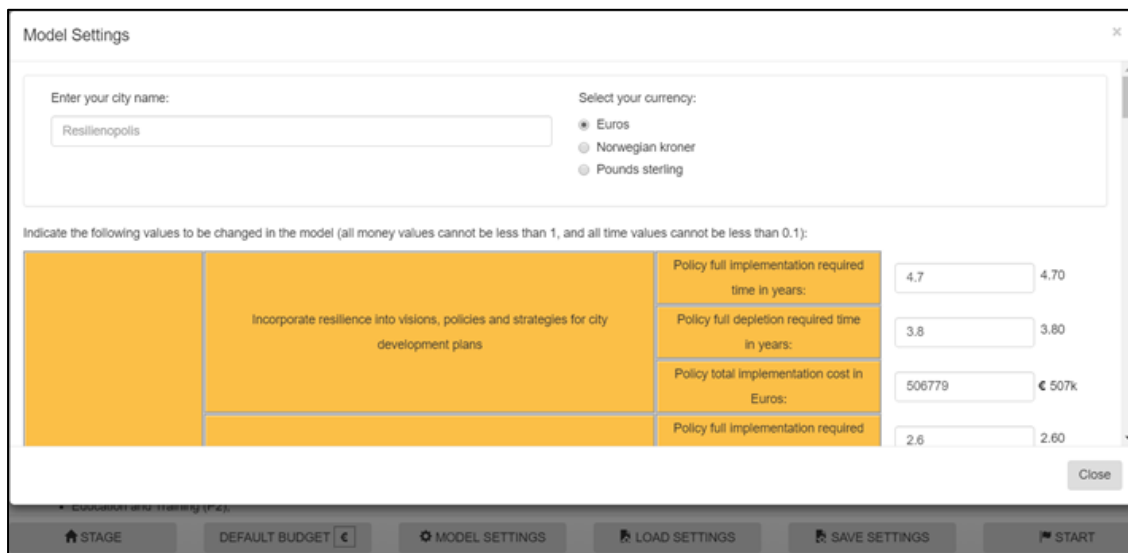 Model Settings
×
Enter your city name:
Resilienopolis
Select your currency:
Euros
Norwegian kroner
Pounds sterling
Indicate the following values to be changed in the model (all money values cannot be less than 1, and all time values cannot be less than 0.1):
Incorporate resilience into visions, policies and strategies for city
development plans
Policy full implementation required
time in years:
4.7
4.70
Policy full depletion required time
in years:
3.8
3.80
Policy total implementation cost in
Euros:
506779
€ 507k
Policy full implementation required
2.6
2.60
Close
• Education and Training (P2),
STAGE
DEFAULT BUDGET €
MODEL SETTINGS
LOAD SETTINGS
SAVE SETTINGS
START